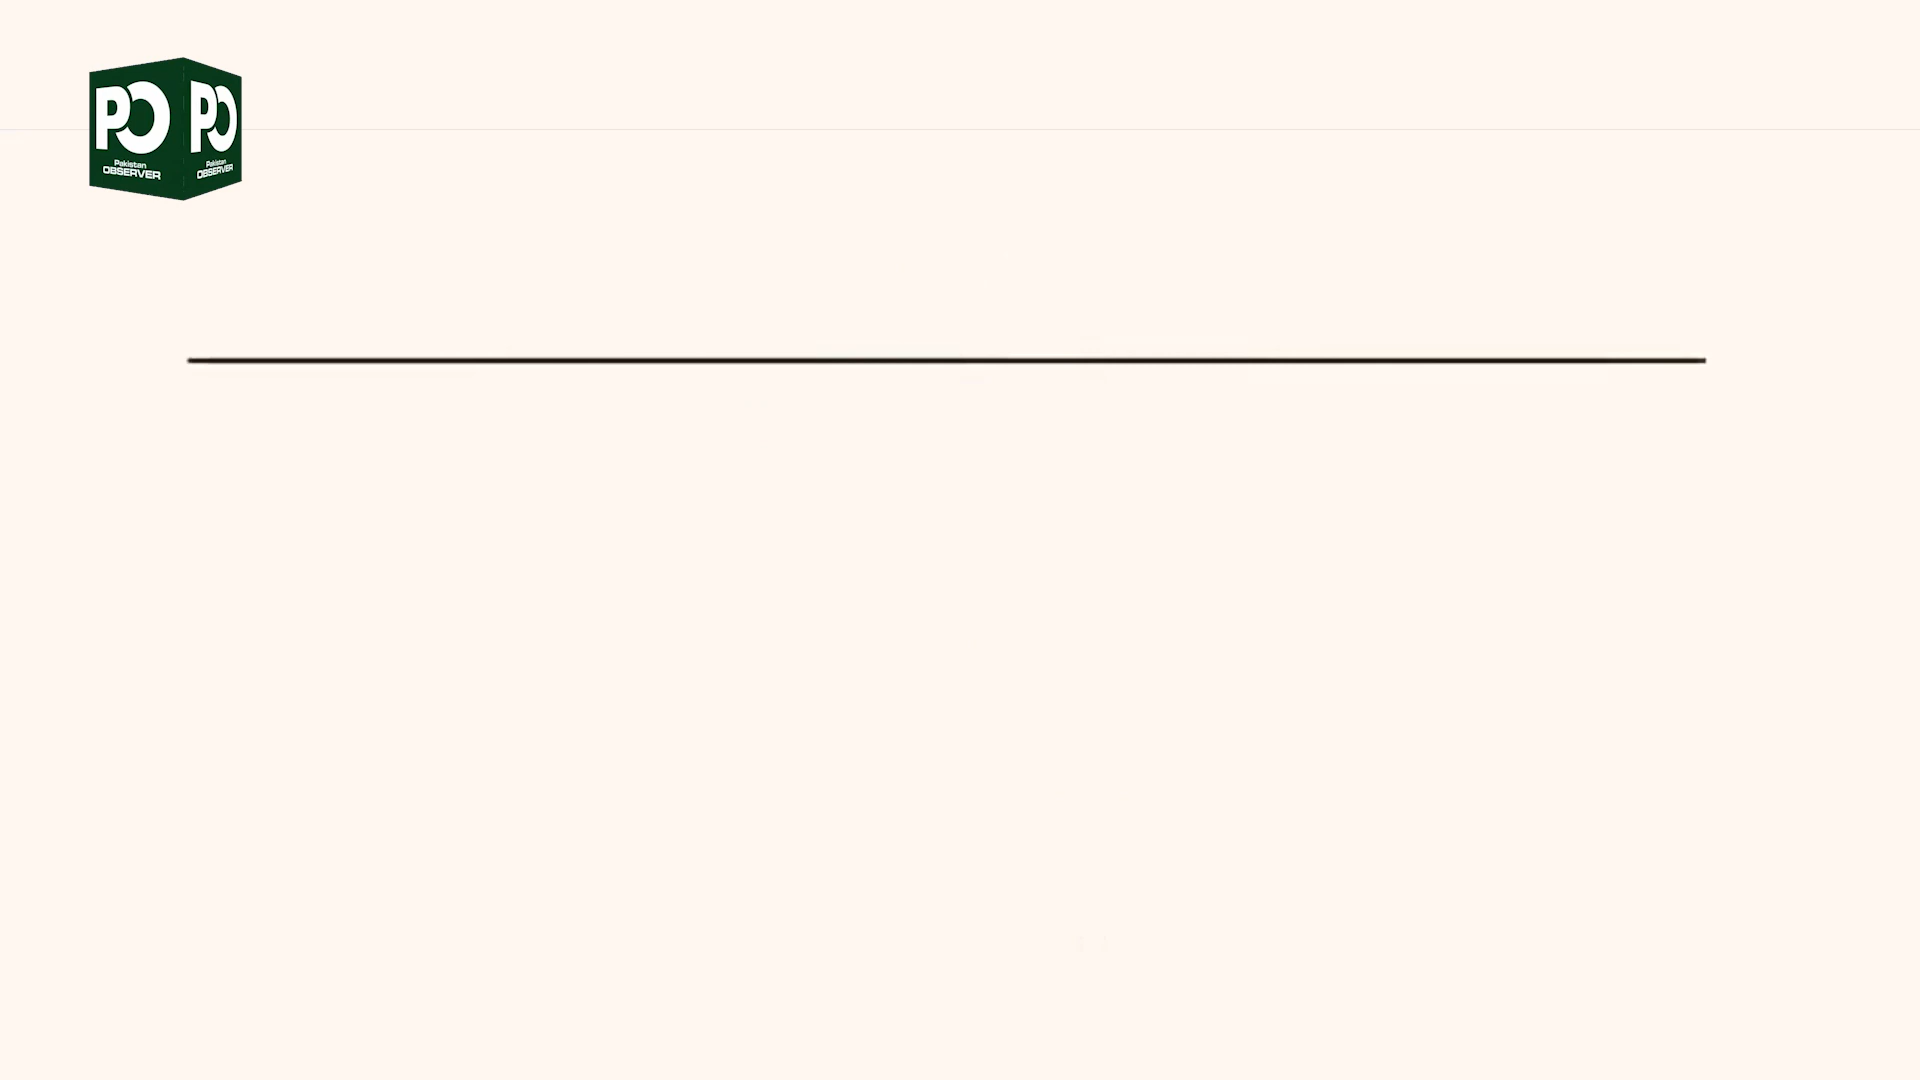 PO
Pakistan
OBSERVER
PO
Pakistan
OBSERVER